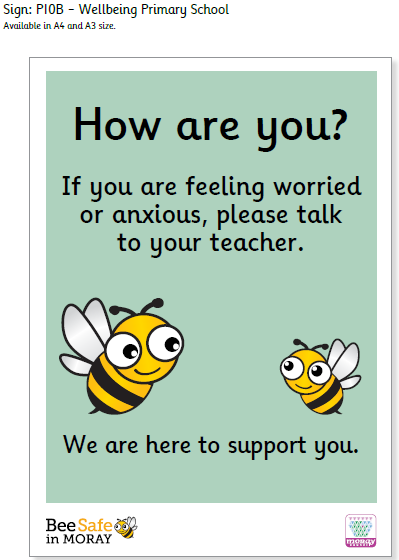 Sign: P10B – Wellbeing Primary School
Available in A4 and A3 size.
How are you?
If you are feeling worried
or anxious, please talk
to your teacher.
We are here to support you.
Bee Safe
in MORAY
moray